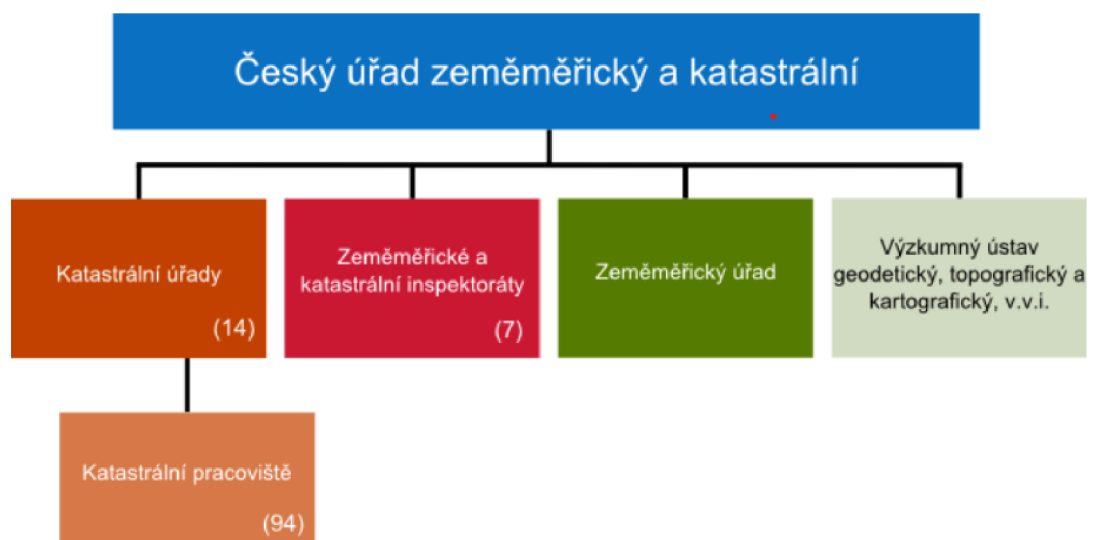 Český úřad zeměměřický a katastrální
Katastrální úřady
(14)
Zeměměřické a
katastrální inspektoráty
(7)
Zeměměřický úřad
Výzkumný ústav
geodetický, topografický a
kartografický, v.v.i.
Katastrální pracoviště
(94)